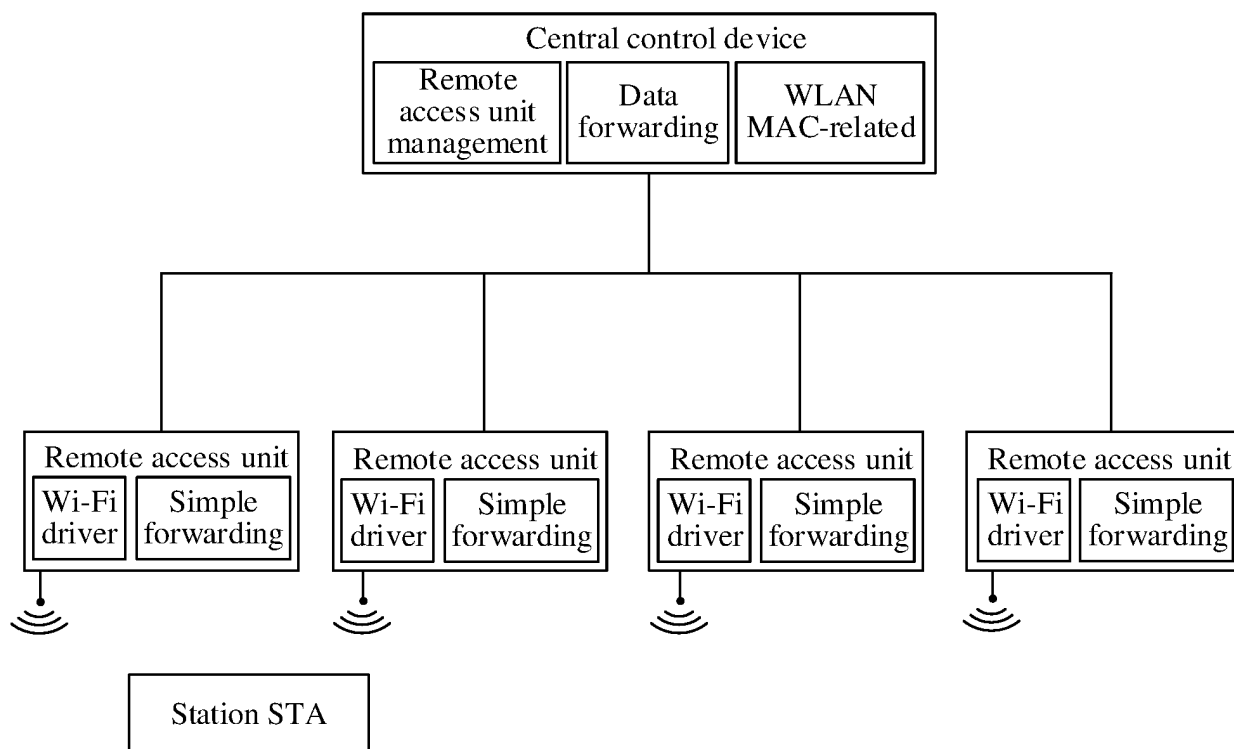 Central control device
Remote
access unit
management
Data
forwarding
WLAN
MAC-related
Remote access unit
Wi-Fi
driver
Simple
forwarding
Remote access unit
Wi-Fi
driver
Simple
forwarding
Remote access unit
Wi-Fi
driver
Simple
forwarding
Remote access unit
Wi-Fi
driver
Simple
forwarding
Station STA